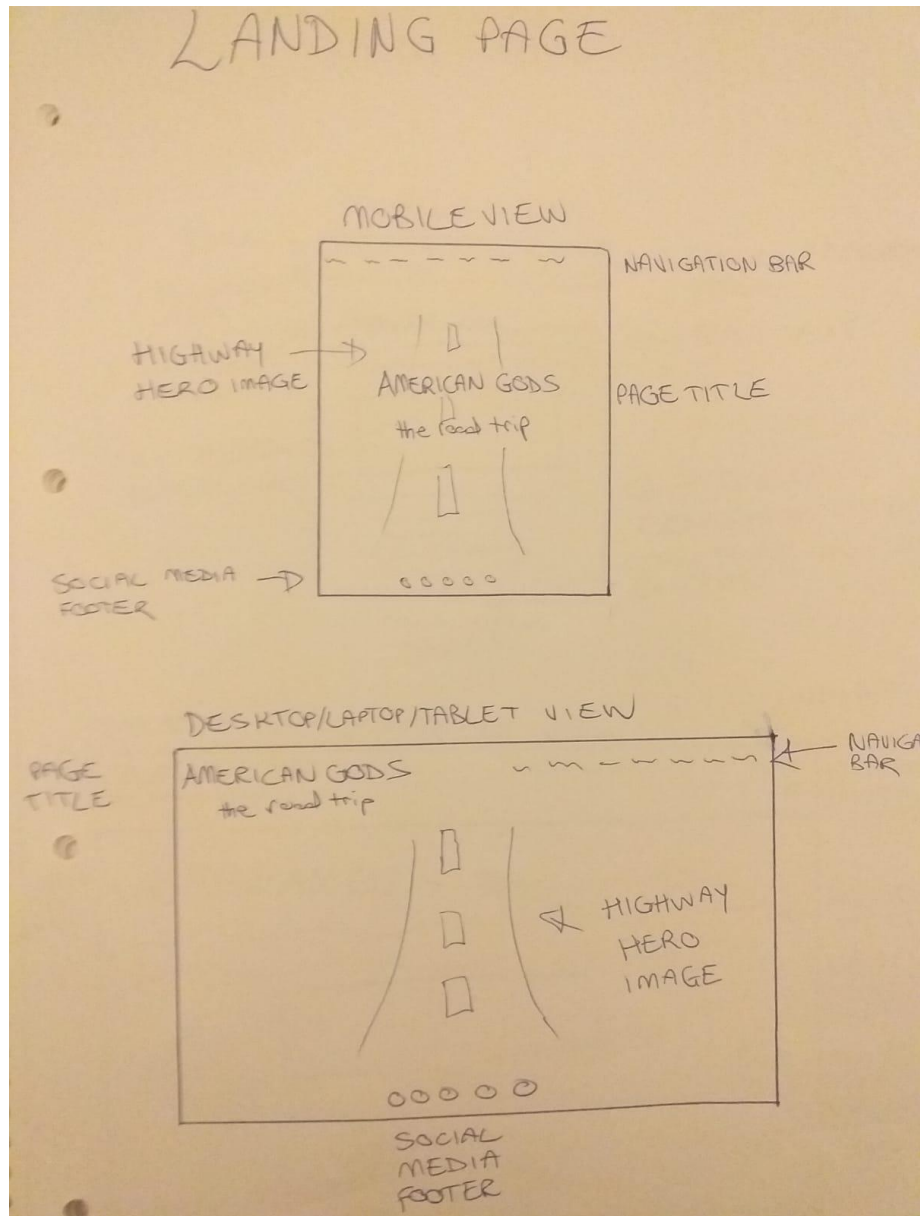 LANDING PAGE
MOBILE VIEW
NAVIGATION BAR
HIGHWAY
HERO IMAGE
AMERICAN GODS
the road trip
PAGE TITLE
SOCIAL MEDIA
FOOTER
DESKTOP/LAPTOP/TABLET VIEW
PAGE
TITLE
AMERICAN GODS
the road trip
NAVIGA
BAR
HIGHWAY
HERO
IMAGE
SOCIAL
MEDIA
FOOTER